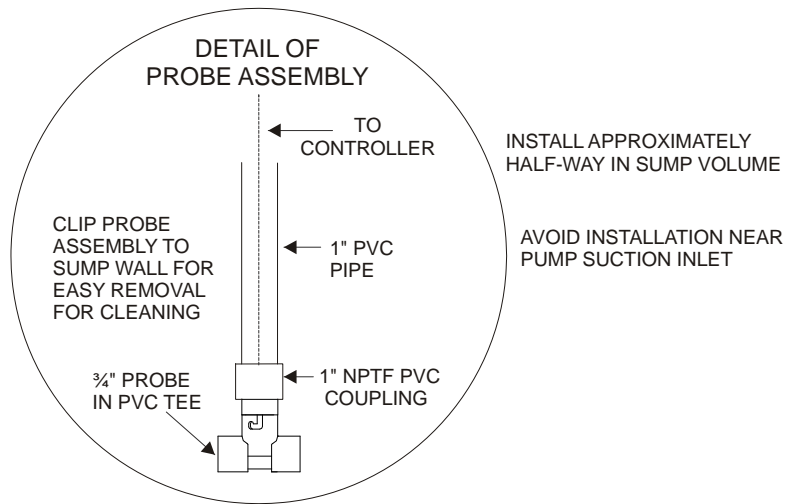 DETAIL OF
PROBE ASSEMBLY
TO
CONTROLLER
INSTALL APPROXIMATELY
HALF-WAY IN SUMP VOLUME
CLIP PROBE
ASSEMBLY TO
SUMP WALL FOR
EASY REMOVAL
FOR CLEANING
1" PVC
PIPE
AVOID INSTALLATION NEAR
PUMP SUCTION INLET
¾" PROBE
IN PVC TEE
1" NPTF PVC
COUPLING